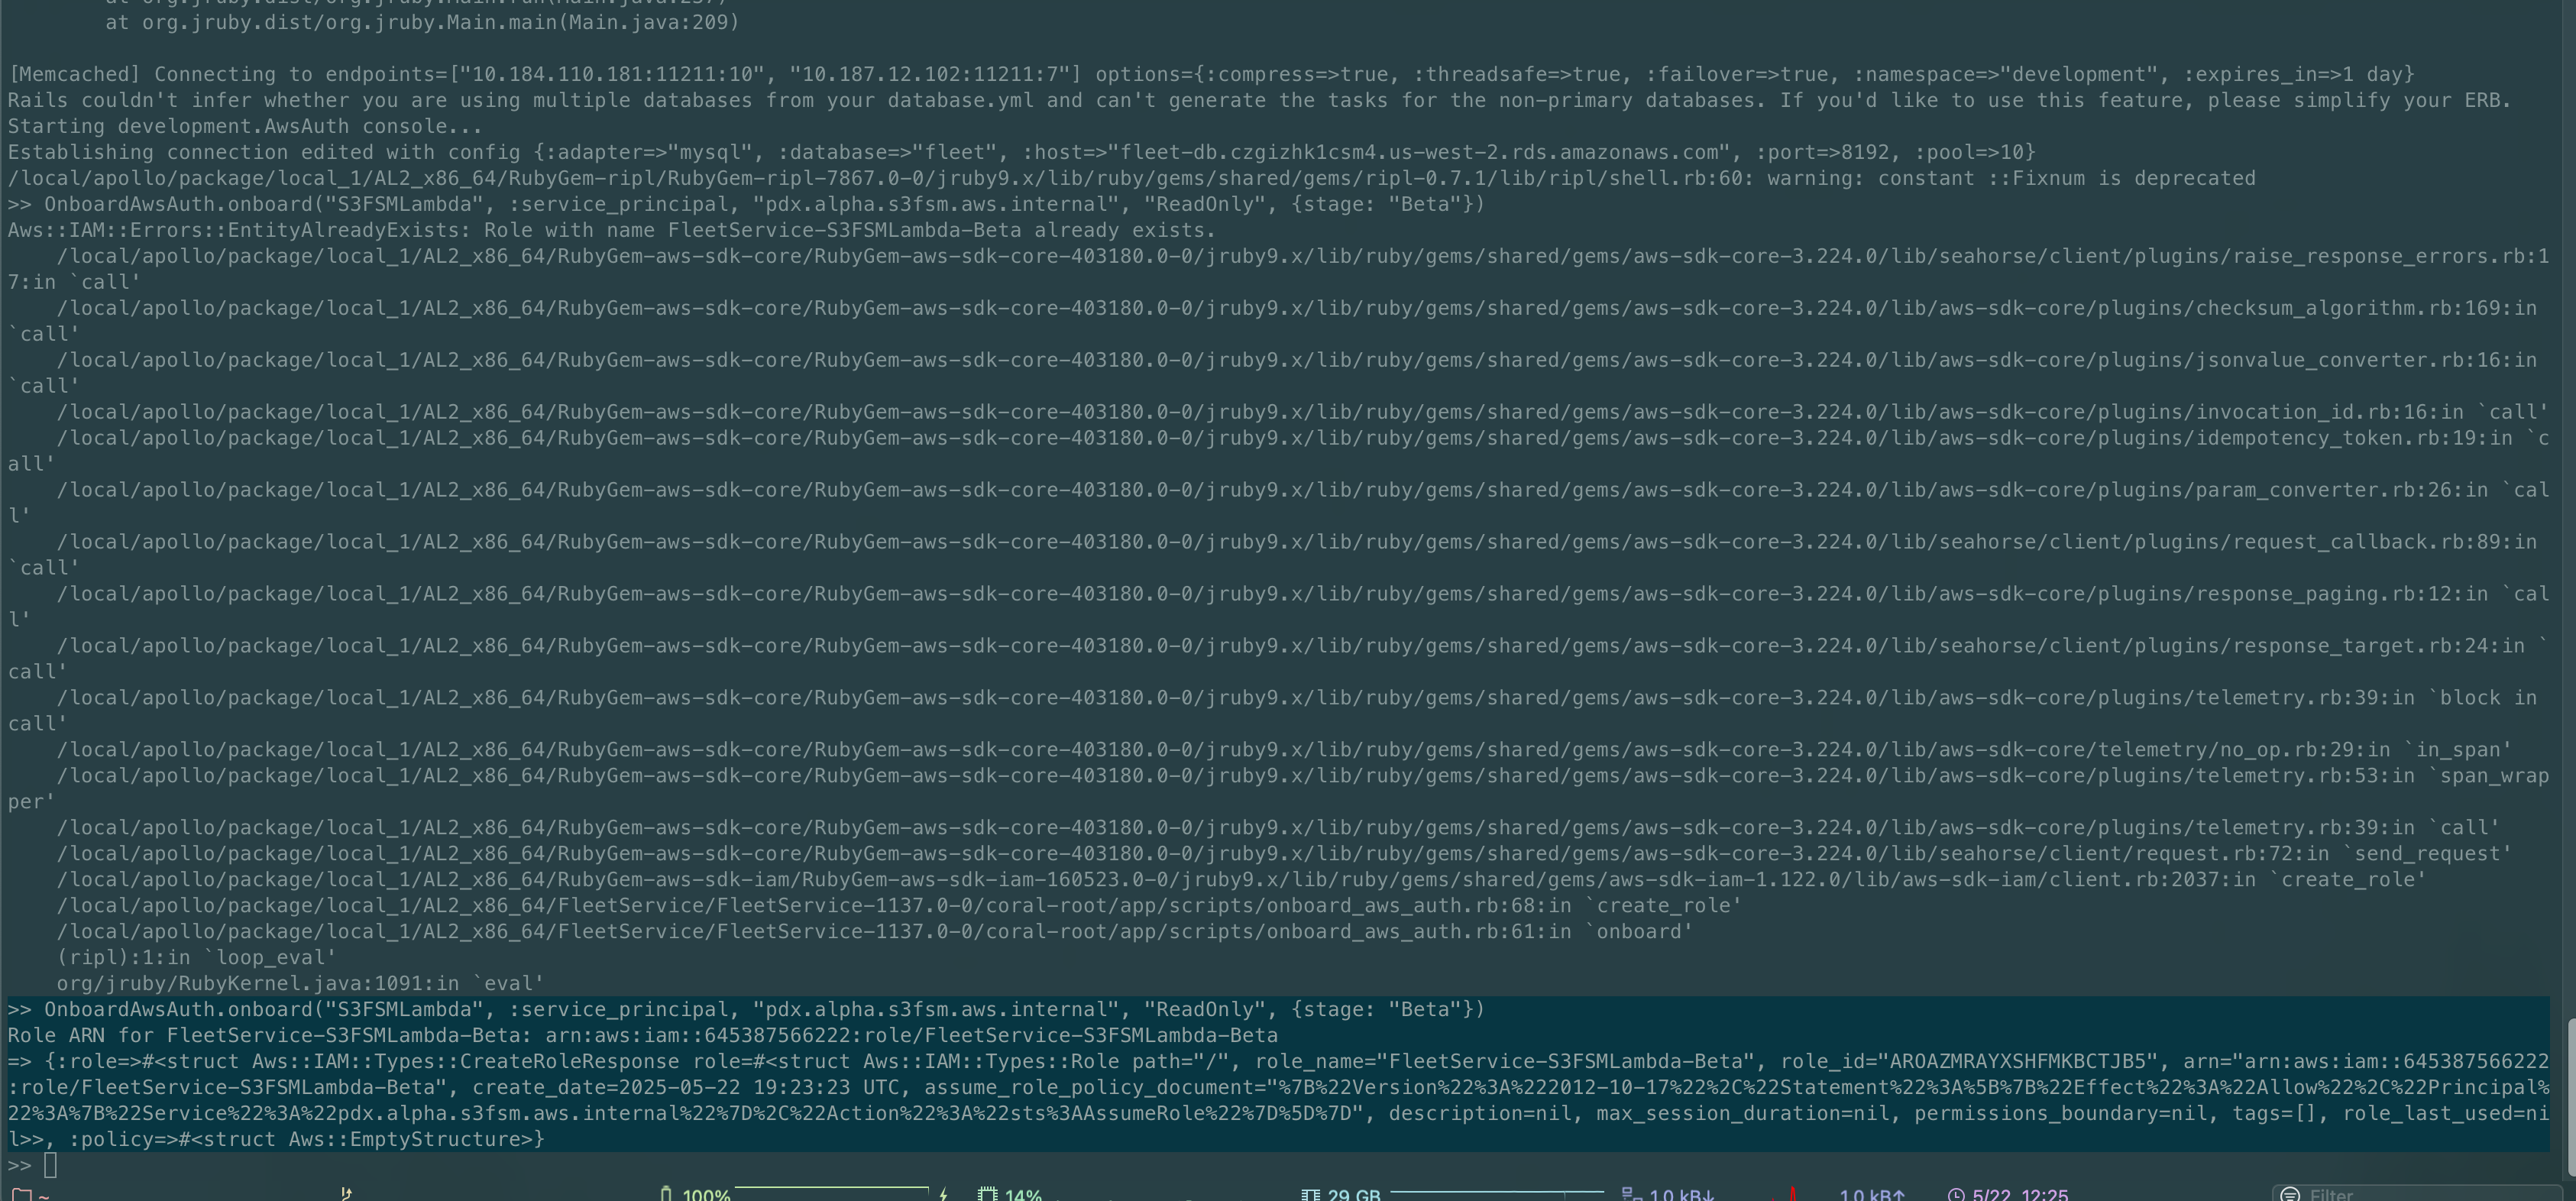 at org.jruby.dist/org.jruby.Main.main(Main.java:209)
[Memcached] Connecting to endpoints=["10.184.110.181:11211:10", "10.187.12.102:11211:7"] options={:compress=>true, :threadsafe=>true, :failover=>true, :namespace=>"development", :expires_in=>1 day}
Rails couldn't infer whether you are using multiple databases from your database.yml and can't generate the tasks for the non-primary databases. If you'd like to use this feature, please simplify your ERB.
Starting development.AwsAuth console...
Establishing connection edited with config {:adapter=>"mysql", :database=>"fleet", :host=>"fleet-db.czgizhk1csm4.us-west-2.rds.amazonaws.com", :port=>8192, :pool=>10}
/local/apollo/package/local_1/AL2_x86_64/RubyGem-ripl/RubyGem-ripl-7867.0-0/jruby9.x/lib/ruby/gems/shared/gems/ripl-0.7.1/lib/ripl/shell.rb:60: warning: constant ::Fixnum is deprecated
>> OnboardAwsAuth.onboard("S3FSMLambda", :service_principal, "pdx.alpha.s3fsm.aws.internal", "ReadOnly", {stage: "Beta"})
Aws::IAM::Errors::EntityAlreadyExists: Role with name FleetService-S3FSMLambda-Beta already exists.
/local/apollo/package/local_1/AL2_x86_64/RubyGem-aws-sdk-core/RubyGem-aws-sdk-core-403180.0-0/jruby9.x/lib/ruby/gems/shared/gems/aws-sdk-core-3.224.0/lib/seahorse/client/plugins/raise_response_errors.rb:1
7:in `call'
/local/apollo/package/local_1/AL2_x86_64/RubyGem-aws-sdk-core/RubyGem-aws-sdk-core-403180.0-0/jruby9.x/lib/ruby/gems/shared/gems/aws-sdk-core-3.224.0/lib/aws-sdk-core/plugins/checksum_algorithm.rb:169:in
`call'
/local/apollo/package/local_1/AL2_x86_64/RubyGem-aws-sdk-core/RubyGem-aws-sdk-core-403180.0-0/jruby9.x/lib/ruby/gems/shared/gems/aws-sdk-core-3.224.0/lib/aws-sdk-core/plugins/jsonvalue_converter.rb:16:in
`call'
/local/apollo/package/local_1/AL2_x86_64/RubyGem-aws-sdk-core/RubyGem-aws-sdk-core-403180.0-0/jruby9.x/lib/ruby/gems/shared/gems/aws-sdk-core-3.224.0/lib/aws-sdk-core/plugins/invocation_id.rb:16:in `call'
/local/apollo/package/local_1/AL2_x86_64/RubyGem-aws-sdk-core/RubyGem-aws-sdk-core-403180.0-0/jruby9.x/lib/ruby/gems/shared/gems/aws-sdk-core-3.224.0/lib/aws-sdk-core/plugins/idempotency_token.rb:19:in `c
all'
/local/apollo/package/local_1/AL2_x86_64/RubyGem-aws-sdk-core/RubyGem-aws-sdk-core-403180.0-0/jruby9.x/lib/ruby/gems/shared/gems/aws-sdk-core-3.224.0/lib/aws-sdk-core/plugins/param_converter.rb:26:in `cal
l'
/local/apollo/package/local_1/AL2_x86_64/RubyGem-aws-sdk-core/RubyGem-aws-sdk-core-403180.0-0/jruby9.x/lib/ruby/gems/shared/gems/aws-sdk-core-3.224.0/lib/seahorse/client/plugins/request_callback.rb:89:in
`call'
/local/apollo/package/local_1/AL2_x86_64/RubyGem-aws-sdk-core/RubyGem-aws-sdk-core-403180.0-0/jruby9.x/lib/ruby/gems/shared/gems/aws-sdk-core-3.224.0/lib/aws-sdk-core/plugins/response_paging.rb:12:in `cal
l'
/local/apollo/package/local_1/AL2_x86_64/RubyGem-aws-sdk-core/RubyGem-aws-sdk-core-403180.0-0/jruby9.x/lib/ruby/gems/shared/gems/aws-sdk-core-3.224.0/lib/seahorse/client/plugins/response_target.rb:24:in `
call'
/local/apollo/package/local_1/AL2_x86_64/RubyGem-aws-sdk-core/RubyGem-aws-sdk-core-403180.0-0/jruby9.x/lib/ruby/gems/shared/gems/aws-sdk-core-3.224.0/lib/aws-sdk-core/plugins/telemetry.rb:39:in `block in
call'
/local/apollo/package/local_1/AL2_x86_64/RubyGem-aws-sdk-core/RubyGem-aws-sdk-core-403180.0-0/jruby9.x/lib/ruby/gems/shared/gems/aws-sdk-core-3.224.0/lib/aws-sdk-core/telemetry/no_op.rb:29:in `in_span'
/local/apollo/package/local_1/AL2_x86_64/RubyGem-aws-sdk-core/RubyGem-aws-sdk-core-403180.0-0/jruby9.x/lib/ruby/gems/shared/gems/aws-sdk-core-3.224.0/lib/aws-sdk-core/plugins/telemetry.rb:53:in `span_wrap
per'
/local/apollo/package/local_1/AL2_x86_64/RubyGem-aws-sdk-core/RubyGem-aws-sdk-core-403180.0-0/jruby9.x/lib/ruby/gems/shared/gems/aws-sdk-core-3.224.0/lib/aws-sdk-core/plugins/telemetry.rb:39:in `call'
/local/apollo/package/local_1/AL2_x86_64/RubyGem-aws-sdk-core/RubyGem-aws-sdk-core-403180.0-0/jruby9.x/lib/ruby/gems/shared/gems/aws-sdk-core-3.224.0/lib/seahorse/client/request.rb:72:in `send_request'
/local/apollo/package/local_1/AL2_x86_64/RubyGem-aws-sdk-iam/RubyGem-aws-sdk-iam-160523.0-0/jruby9.x/lib/ruby/gems/shared/gems/aws-sdk-iam-1.122.0/lib/aws-sdk-iam/client.rb:2037:in `create_role'
/local/apollo/package/local_1/AL2_x86_64/FleetService/FleetService-1137.0-0/coral-root/app/scripts/onboard_aws_auth.rb:68:in `create_role'
/local/apollo/package/local_1/AL2_x86_64/FleetService/FleetService-1137.0-0/coral-root/app/scripts/onboard_aws_auth.rb:61:in `onboard'
(ripl):1:in `loop_eval'
org/jruby/RubyKernel.java:1091:in `eval'
>> OnboardAwsAuth.onboard("S3FSMLambda", :service_principal, "pdx.alpha.s3fsm.aws.internal", "ReadOnly", {stage: "Beta"})
Role ARN for FleetService-S3FSMLambda-Beta: arn:aws:iam::645387566222:role/FleetService-S3FSMLambda-Beta
=> {:role=>#<struct Aws::IAM::Types::CreateRoleResponse role=#<struct Aws::IAM::Types::Role path="/", role_name="FleetService-S3FSMLambda-Beta", role_id="AROAZMRAYXSHFMKBCTJB5", arn="arn:aws:iam::645387566222
:role/FleetService-S3FSMLambda-Beta", create_date=2025-05-22 19:23:23 UTC, assume_role_policy_document="%7B%22Version%22%3A%222012-10-17%22%2C%22Statement%22%3A%5B%7B%22Effect%22%3A%22Allow%22%2C%22Principal%
22%3A%7B%22Service%22%3A%22pdx.alpha.s3fsm.aws.internal%22%7D%2C%22Action%22%3A%22sts%3AAssumeRole%22%7D%5D%7D", description=nil, max_session_duration=nil, permissions_boundary=nil, tags=[], role_last_used=ni
l>>, :policy=>#<struct Aws::EmptyStructure>}
>>
~ 100% 14% 29 GB 1.0 kB↓ 1.0 kB↑ 5/22, 12:25 Filter